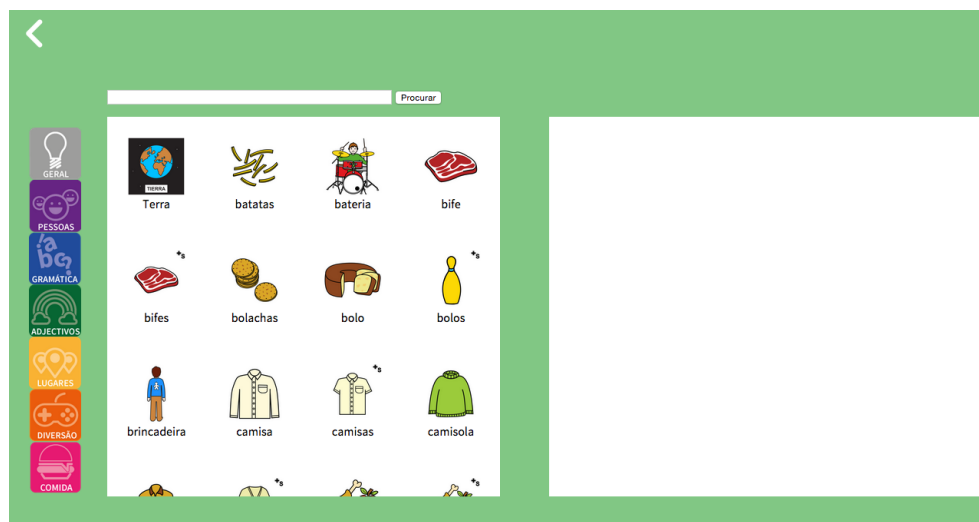 Procurar
GERAL
PESSOAS
GRAMÁTICA
ADJECTIVOS
LUGARES
DIVERSÃO
COMIDA
TIERRA
Terra batatas bateria bife
+s +s
bifes bolachas bolo bolos
+s
brincadeira camisa camisas camisola
+s +s